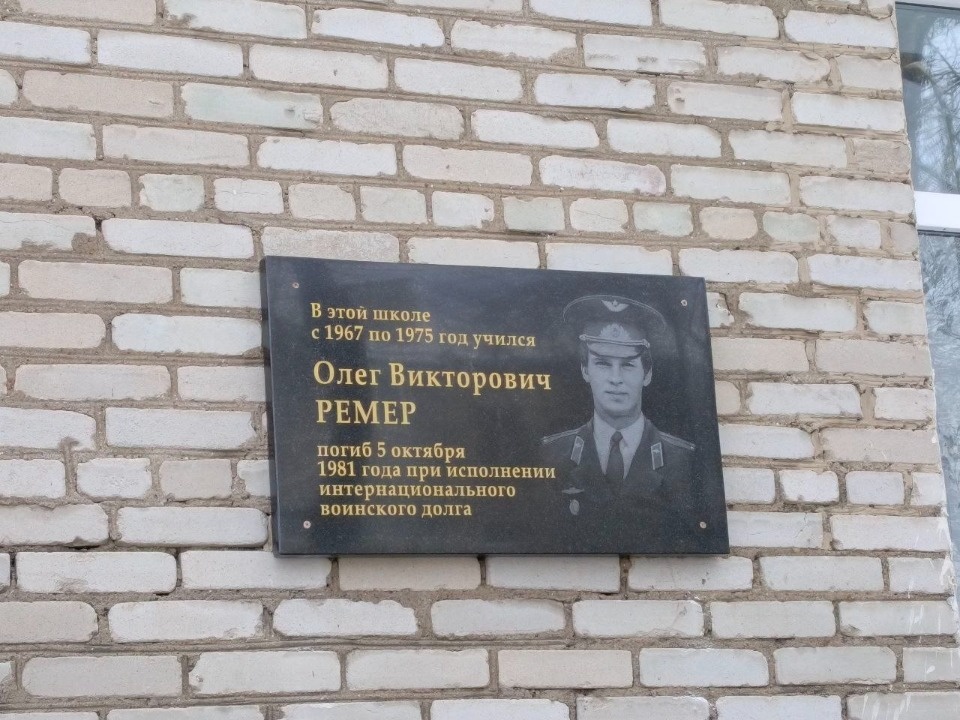 В этой школе
с 1967 по 1975 год учился
Олег Викторович
РЕМЕР
погиб 5 октября
1981 года при исполнении
интернационального
воинского долга